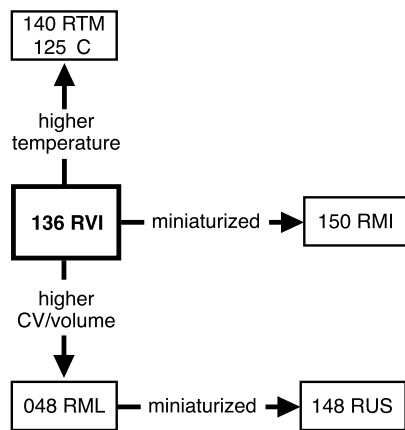 140 RTM
125 C
higher
temperature
136 RVI
miniaturized
150 RMI
higher
CV/volume
048 RML
miniaturized
148 RUS